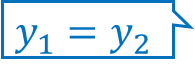 y₁ = y₂